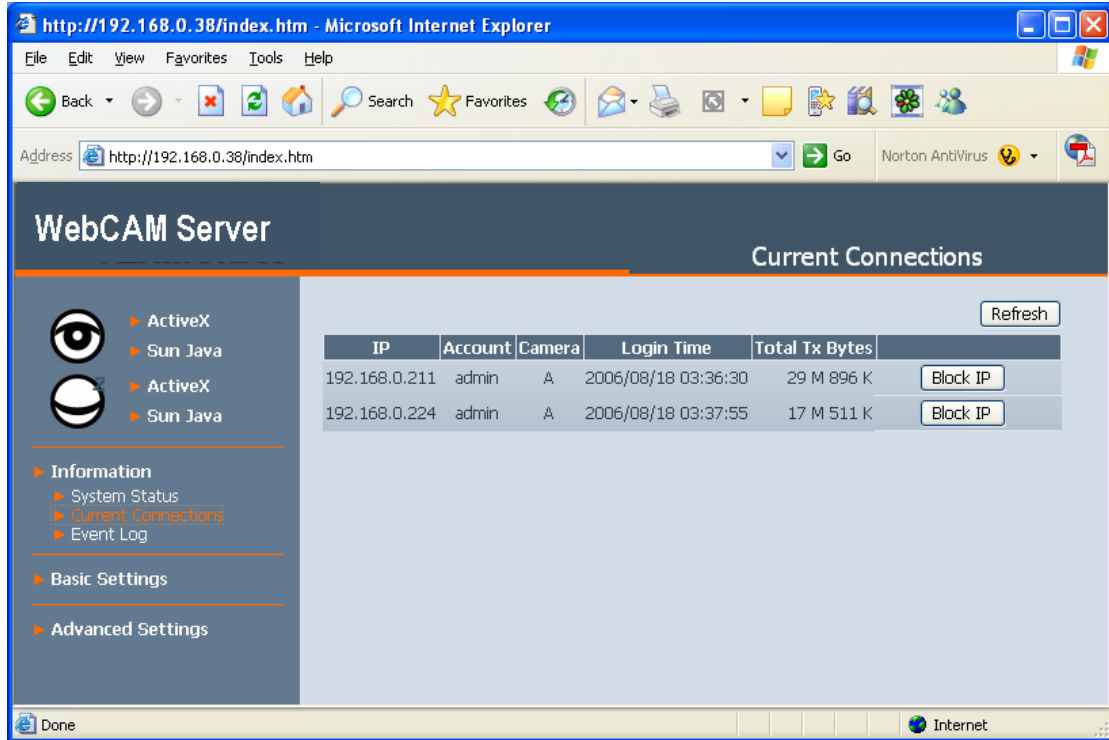 http://192.168.0.38/index.htm - Microsoft Internet Explorer
File Edit View Favorites Tools Help
Back Search Favorites
Address http://192.168.0.38/index.htm Go Norton AntiVirus
WebCAM Server
Current Connections
ActiveX
Sun Java
ActiveX
Sun Java
Information
System Status
Current Connections
Event Log
Basic Settings
Advanced Settings
Refresh
IP Account Camera Login Time Total Tx Bytes
192.168.0.211 admin A 2006/08/18 03:36:30 29 M 896 K Block IP
192.168.0.224 admin A 2006/08/18 03:37:55 17 M 511 K Block IP
Done Internet